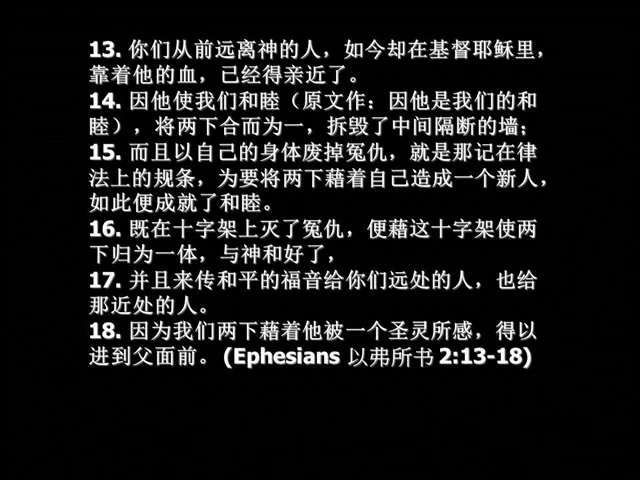 13. 你们从前远离神的人，如今却在基督耶稣里，
靠着他的血，已经得亲近了。
14. 因他使我们和睦（原文作：因他是我们的和
睦），将两下合而为一，拆毁了中间隔断的墙；
15. 而且以自己的身体废掉冤仇，就是那记在律
法上的规条，为要将两下藉着自己造成一个新人，
如此便成就了和睦。
16. 既在十字架上灭了冤仇，便藉这十字架使两
下归为一体，与神和好了，
17. 并且来传和平的福音给你们远处的人，也给
那近处的人。
18. 因为我们两下藉着他被一个圣灵所感，得以
进到父面前。(Ephesians 以弗所书 2:13-18)